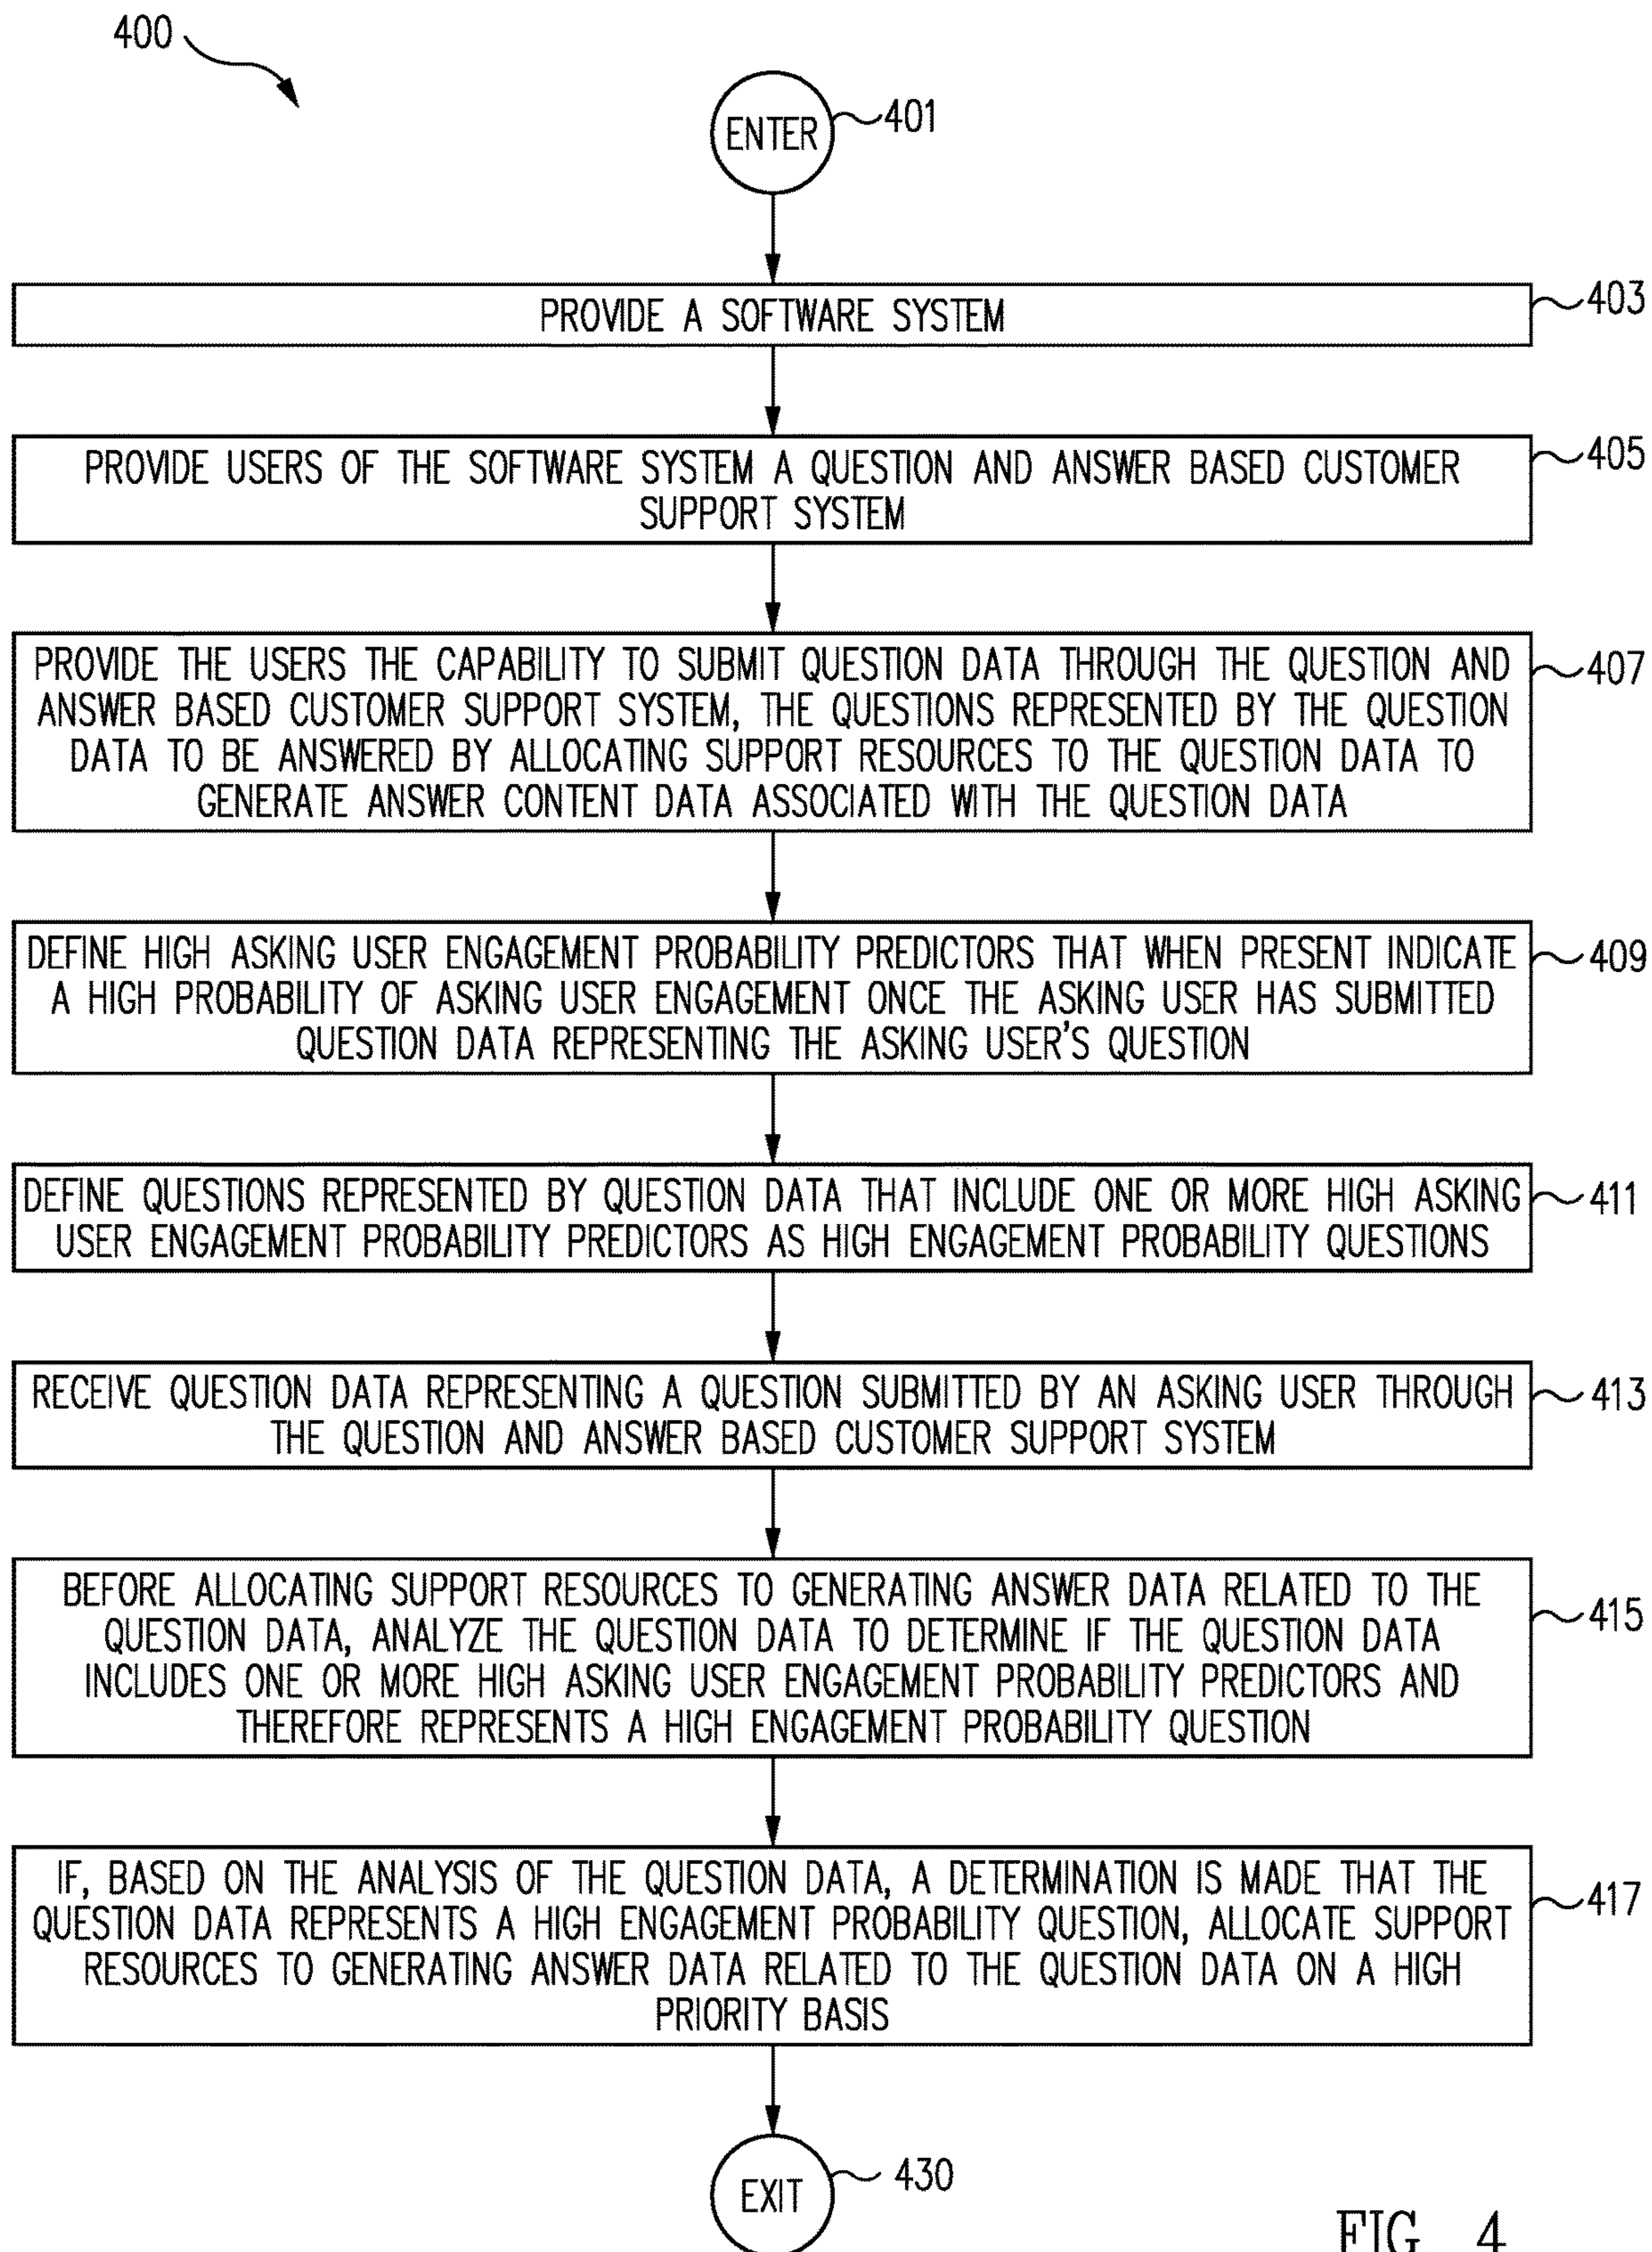 400
ENTER
401
PROVIDE A SOFTWARE SYSTEM
403
PROVIDE USERS OF THE SOFTWARE SYSTEM A QUESTION AND ANSWER BASED CUSTOMER
SUPPORT SYSTEM
405
PROVIDE THE USERS THE CAPABILITY TO SUBMIT QUESTION DATA THROUGH THE QUESTION AND
ANSWER BASED CUSTOMER SUPPORT SYSTEM, THE QUESTIONS REPRESENTED BY THE QUESTION
DATA TO BE ANSWERED BY ALLOCATING SUPPORT RESOURCES TO THE QUESTION DATA TO
GENERATE ANSWER CONTENT DATA ASSOCIATED WITH THE QUESTION DATA
407
DEFINE HIGH ASKING USER ENGAGEMENT PROBABILITY PREDICTORS THAT WHEN PRESENT INDICATE
A HIGH PROBABILITY OF ASKING USER ENGAGEMENT ONCE THE ASKING USER HAS SUBMITTED
QUESTION DATA REPRESENTING THE ASKING USER'S QUESTION
409
DEFINE QUESTIONS REPRESENTED BY QUESTION DATA THAT INCLUDE ONE OR MORE HIGH ASKING
USER ENGAGEMENT PROBABILITY PREDICTORS AS HIGH ENGAGEMENT PROBABILITY QUESTIONS
411
RECEIVE QUESTION DATA REPRESENTING A QUESTION SUBMITTED BY AN ASKING USER THROUGH
THE QUESTION AND ANSWER BASED CUSTOMER SUPPORT SYSTEM
413
BEFORE ALLOCATING SUPPORT RESOURCES TO GENERATING ANSWER DATA RELATED TO THE
QUESTION DATA, ANALYZE THE QUESTION DATA TO DETERMINE IF THE QUESTION DATA
INCLUDES ONE OR MORE HIGH ASKING USER ENGAGEMENT PROBABILITY PREDICTORS AND
THEREFORE REPRESENTS A HIGH ENGAGEMENT PROBABILITY QUESTION
415
IF, BASED ON THE ANALYSIS OF THE QUESTION DATA, A DETERMINATION IS MADE THAT THE
QUESTION DATA REPRESENTS A HIGH ENGAGEMENT PROBABILITY QUESTION, ALLOCATE SUPPORT
RESOURCES TO GENERATING ANSWER DATA RELATED TO THE QUESTION DATA ON A HIGH
PRIORITY BASIS
417
EXIT
430
FIG. 4